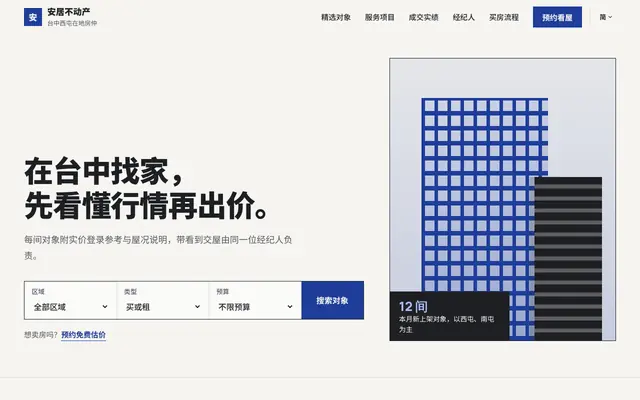 安
安居不动产
台中西屯在地房仲
精选对象
服务项目
成交实绩
经纪人
买房流程
预约看屋
简
在台中找家，
先看懂行情再出价。
每间对象附实价登录参考与屋况说明，带看到交屋由同一位经纪人负
责。
区域
全部区域
类型
买或租
预算
不限预算
搜索对象
想卖房吗？预约免费估价
12 间
本月新上架对象，以西屯、南屯
为主